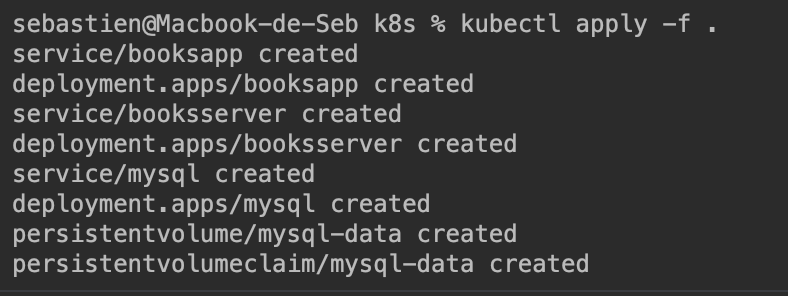 sebastien@Macbook-de-Seb k8s % kubectl apply -f .
service/booksapp created
deployment.apps/booksapp created
service/booksserver created
deployment.apps/booksserver created
service/mysql created
deployment.apps/mysql created
persistentvolume/mysql-data created
persistentvolumeclaim/mysql-data created